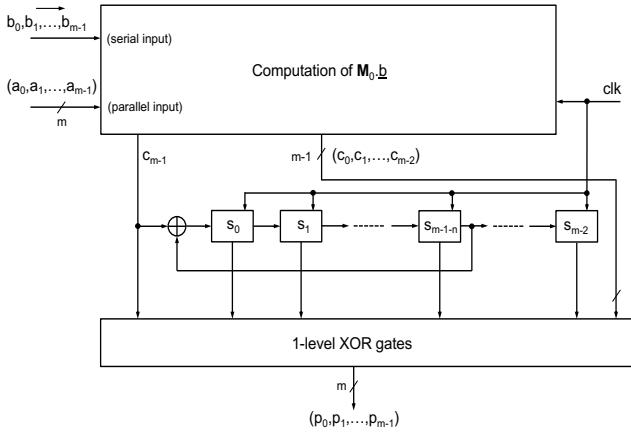 b0,b1,…,bm-1
(serial input)
Computation of M0.b
(a0,a1,…,am-1)
(parallel input)
m
clk
cm-1
m-1
(c0,c1,…,cm-2)
s0
s1
sm-1-n
sm-2
1-level XOR gates
m
(p0,p1,…,pm-1)